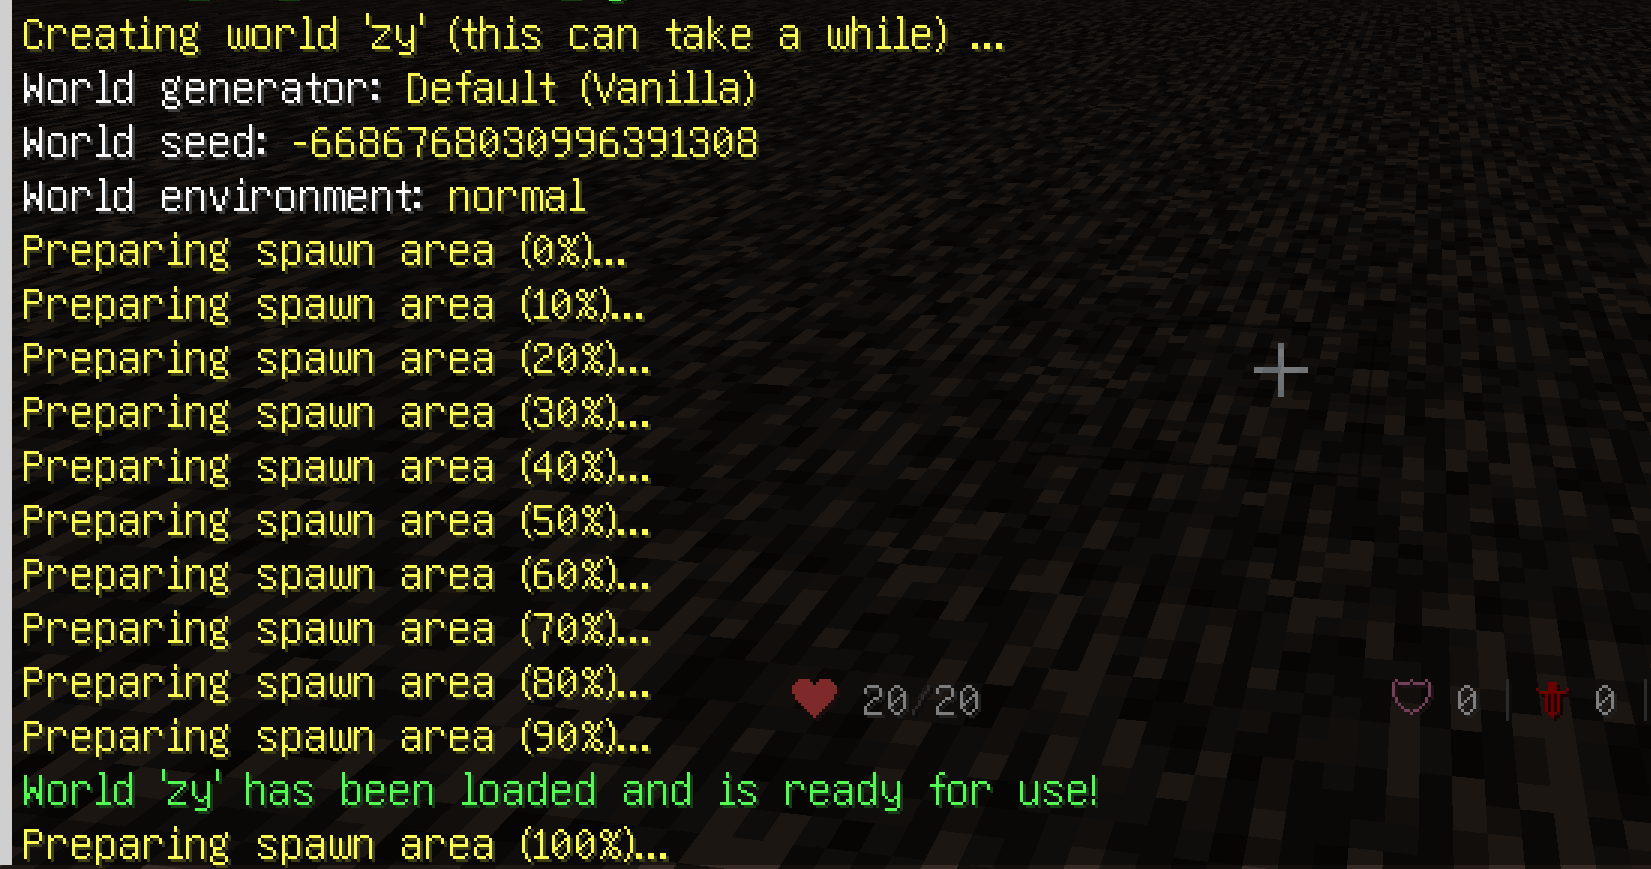 Creating world 'zy' (this can take a while) ...
World generator: Default (Vanilla)
World seed: -6686768030996391308
World environment: normal
Preparing spawn area (0%)...
Preparing spawn area (10%)...
Preparing spawn area (20%)...
Preparing spawn area (30%)...
Preparing spawn area (40%)...
Preparing spawn area (50%)...
Preparing spawn area (60%)...
Preparing spawn area (70%)...
Preparing spawn area (80%)...
20/20 0 | 0
Preparing spawn area (90%)...
World 'zy' has been loaded and is ready for use!
Preparing spawn area (100%)...